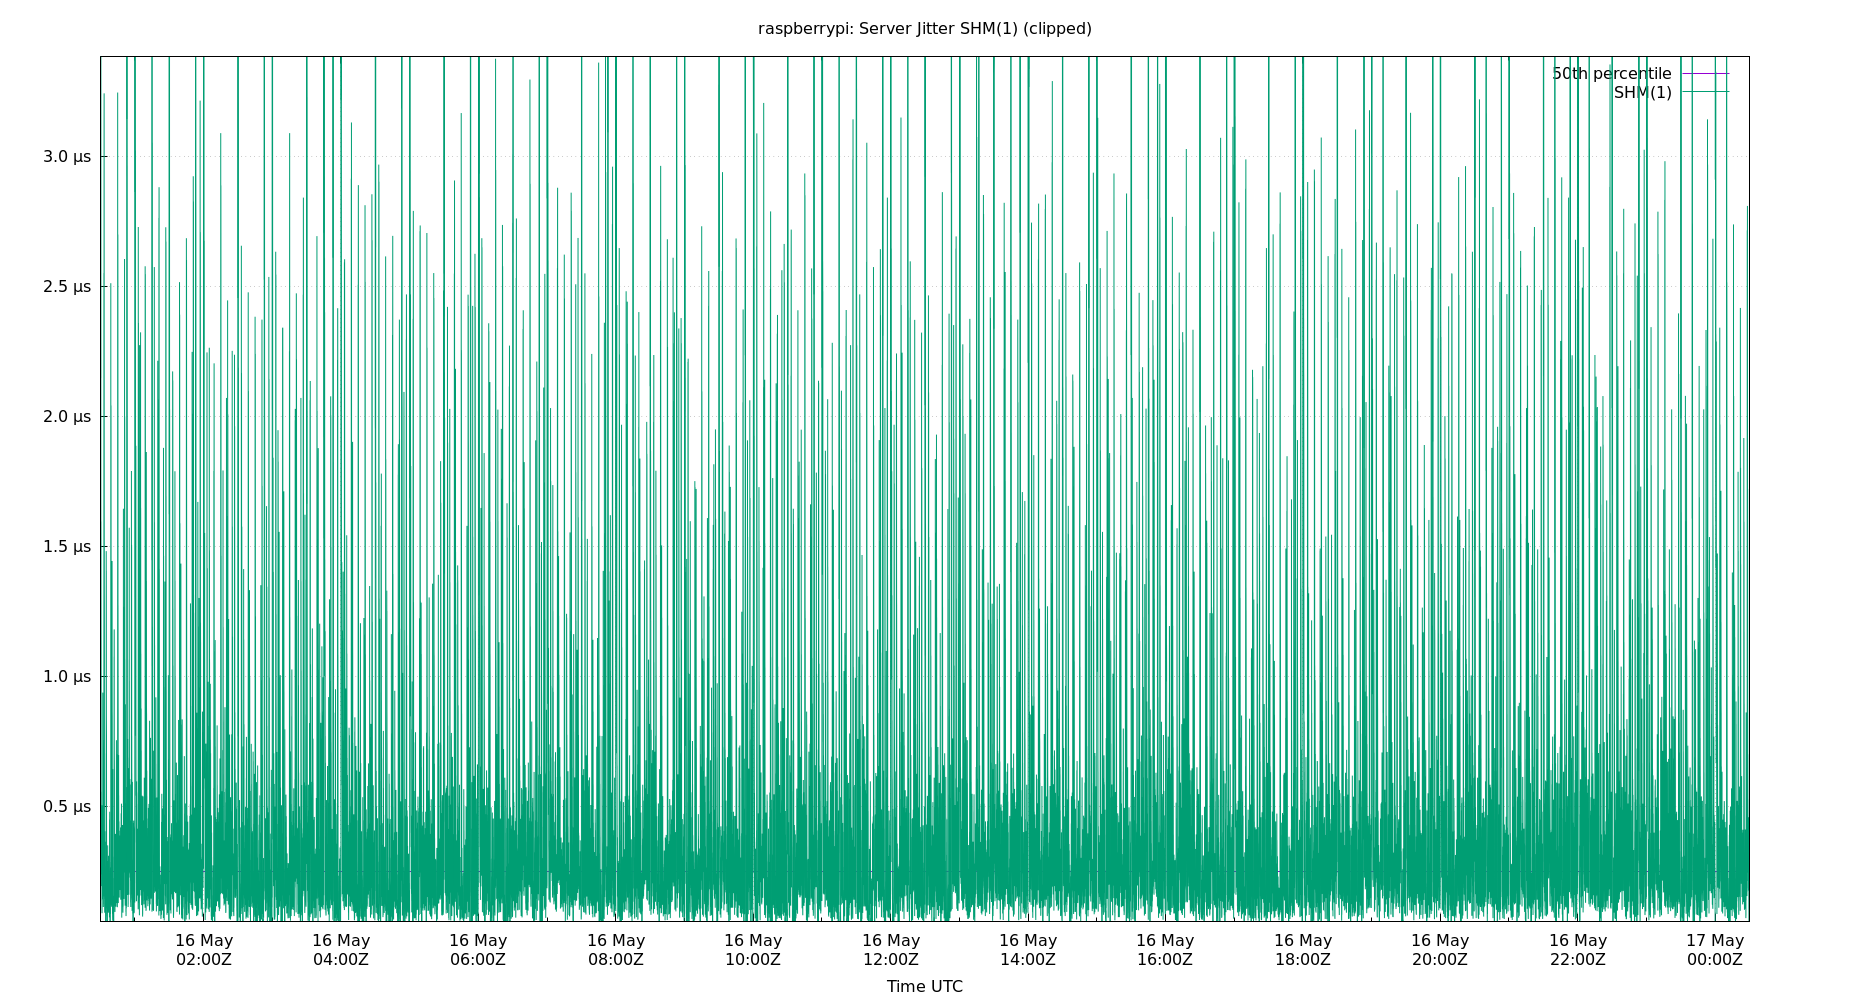 raspberrypi: Server Jitter SHM(1) (clipped)
50th percentile
SHM(1)
3.0 µs
2.5 µs
2.0 µs
1.5 µs
1.0 µs
0.5 µs
16 May 16 May 16 May 16 May 16 May 16 May 16 May 16 May 16 May 16 May 16 May 17 May
02:00Z 04:00Z 06:00Z 08:00Z 10:00Z 12:00Z 14:00Z 16:00Z 18:00Z 20:00Z 22:00Z 00:00Z
Time UTC